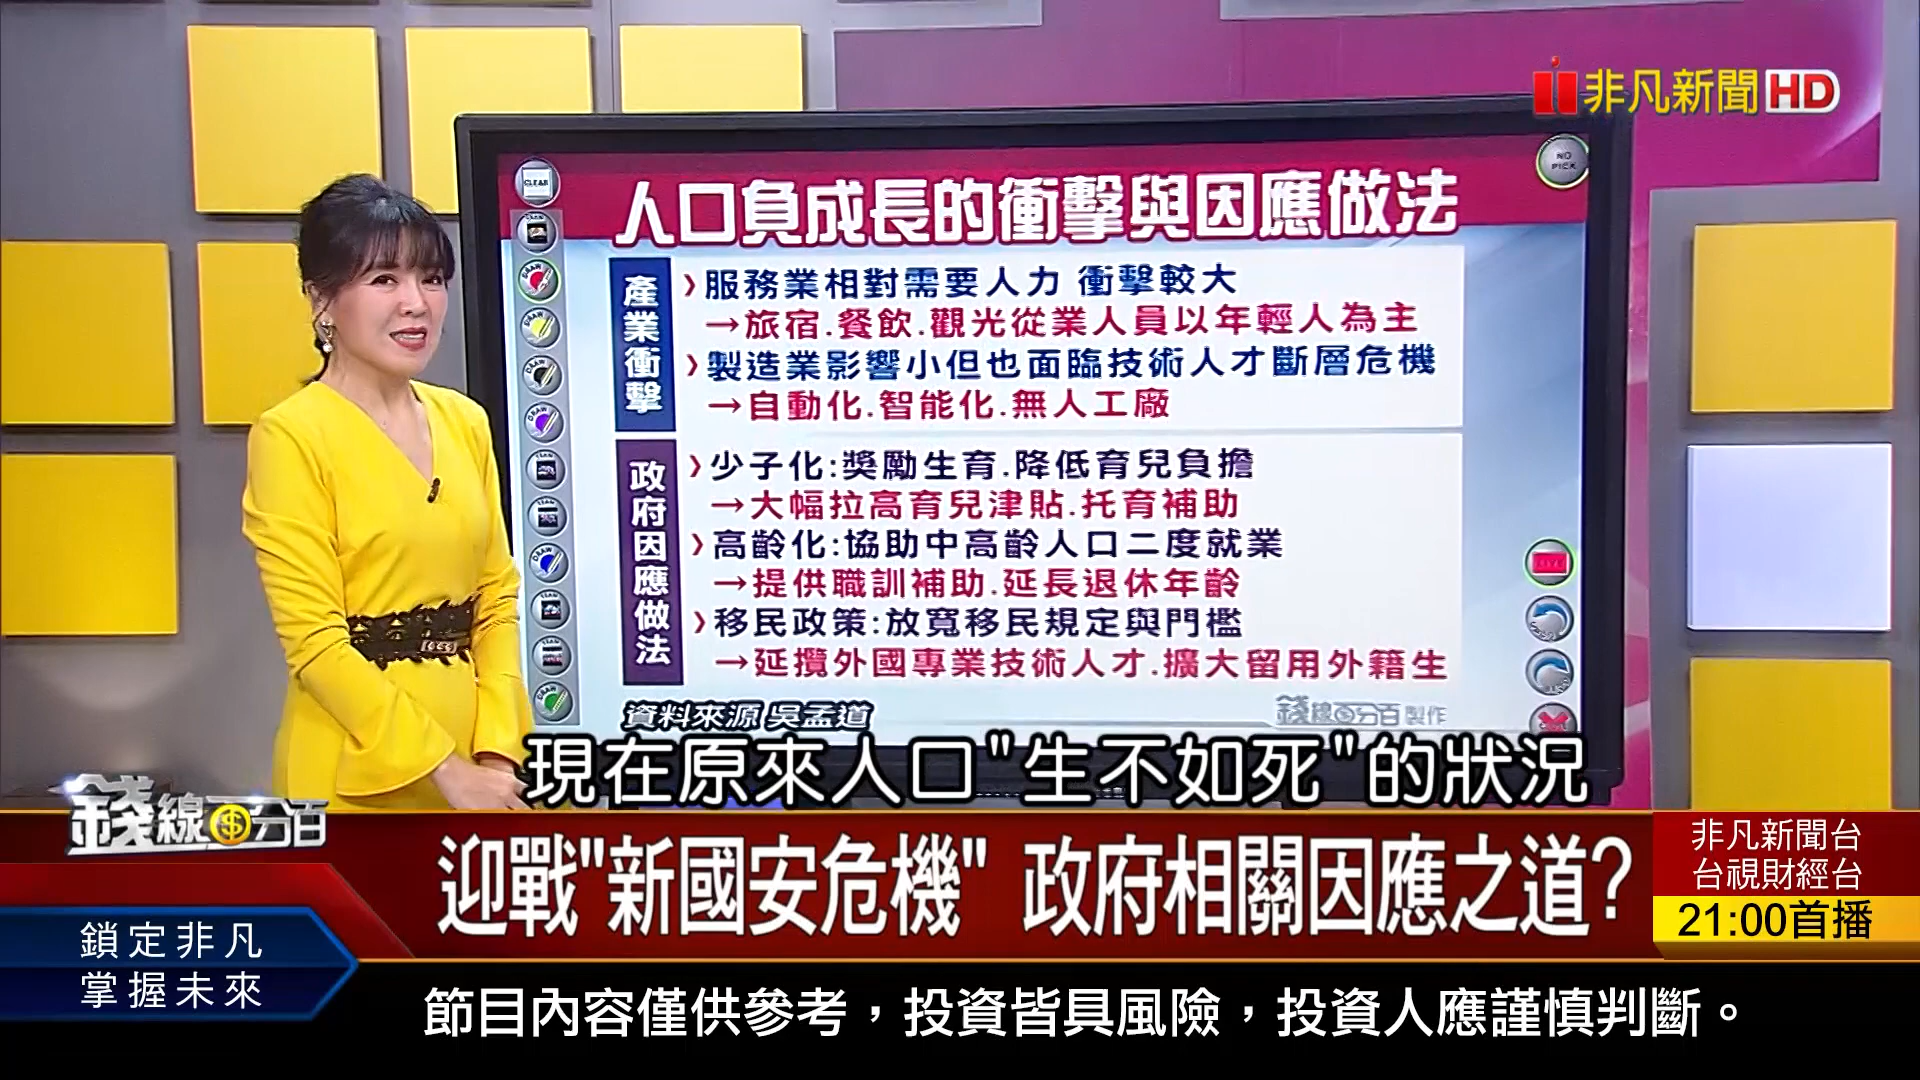 非凡新聞HD
CLEAR
NO PICK
人口負成長的衝擊與因應做法
產業衝擊
服務業相對需要人力 衝擊較大
→旅宿.餐飲.觀光從業人員以年輕人為主
製造業影響小但也面臨技術人才斷層危機
→自動化.智能化.無人工廠
政府因應做法
少子化:獎勵生育.降低育兒負擔
→大幅拉高育兒津貼.托育補助
高齡化:協助中高齡人口二度就業
→提供職訓補助.延長退休年齡
移民政策:放寬移民規定與門檻
→延攬外國專業技術人才.擴大留用外籍生
資料來源 吳孟道
錢線百分百 製作
現在原來人口"生不如死"的狀況
錢線百分百
迎戰"新國安危機" 政府相關因應之道?
非凡新聞台
台視財經台
21:00首播
鎖定非凡
掌握未來
節目內容僅供參考，投資皆具風險，投資人應謹慎判斷。